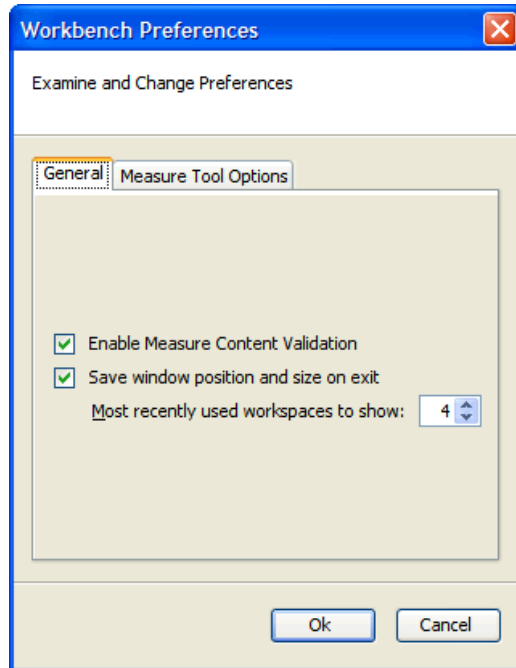 Workbench Preferences
Examine and Change Preferences
General Measure Tool Options
Enable Measure Content Validation
Save window position and size on exit
Most recently used workspaces to show: 4
Ok Cancel